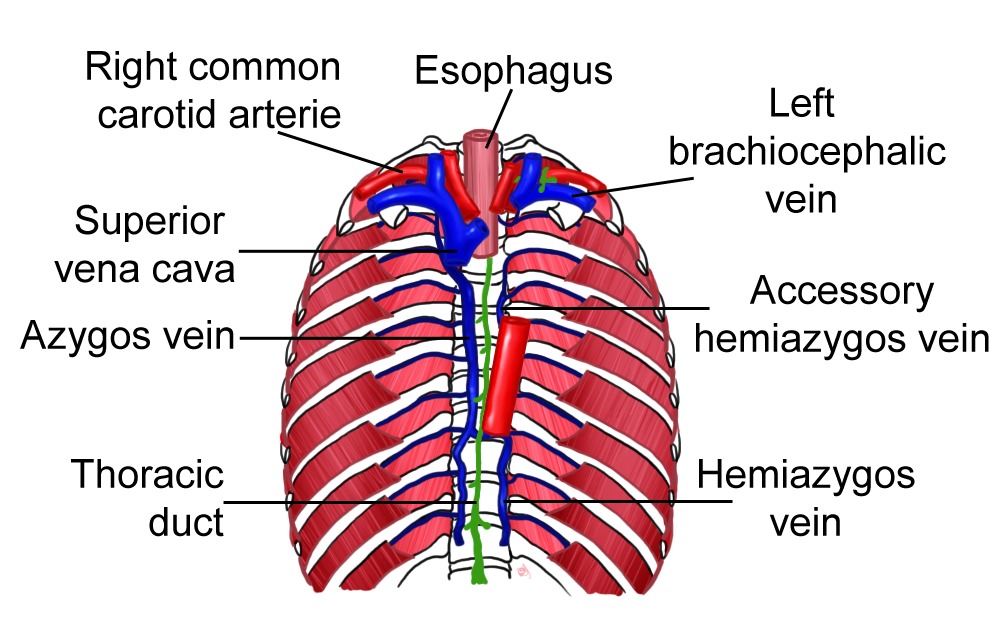 Right common
carotid arterie
Esophagus
Left
brachiocephalic
vein
Superior
vena cava
Accessory
hemiazygos vein
Azygos vein
Thoracic
duct
Hemiazygos
vein